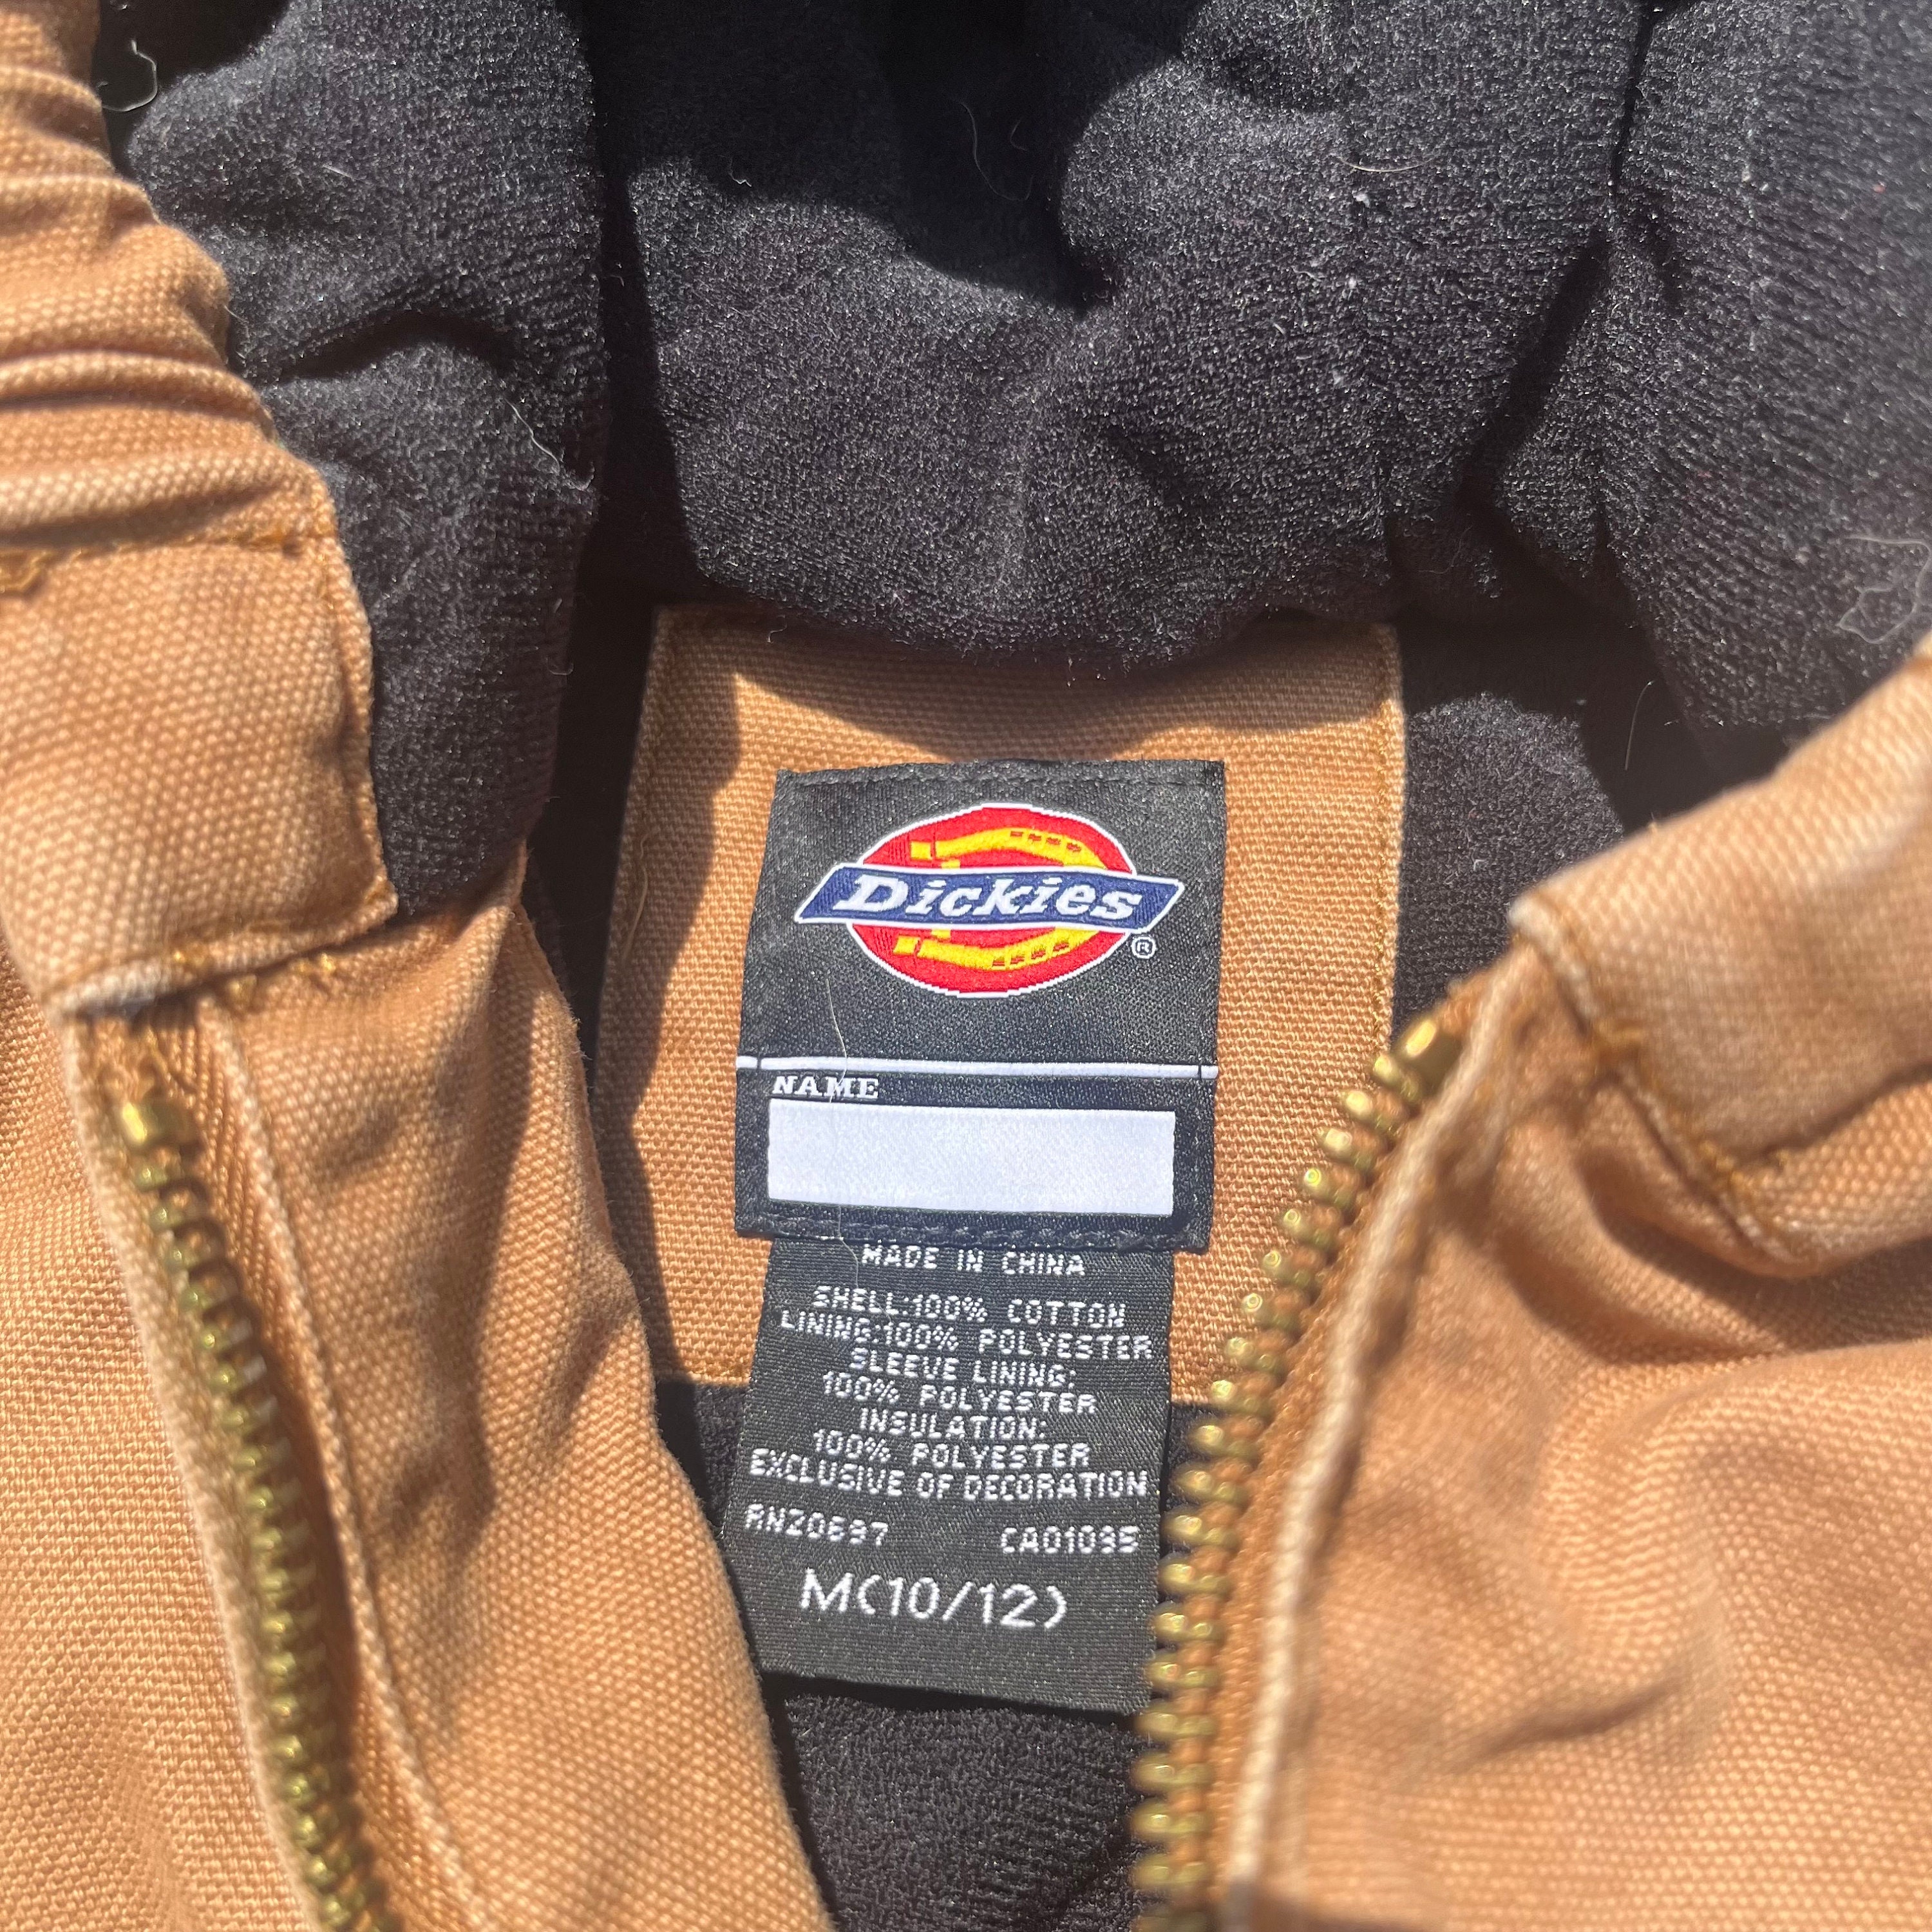 Dickies
®
NAME
MADE IN CHINA
SHELL:100% COTTON
LINING:100% POLYESTER
SLEEVE LINING:
100% POLYESTER
INSULATION:
100% POLYESTER
EXCLUSIVE OF DECORATION
RN20697 CA01095
M(10/12)